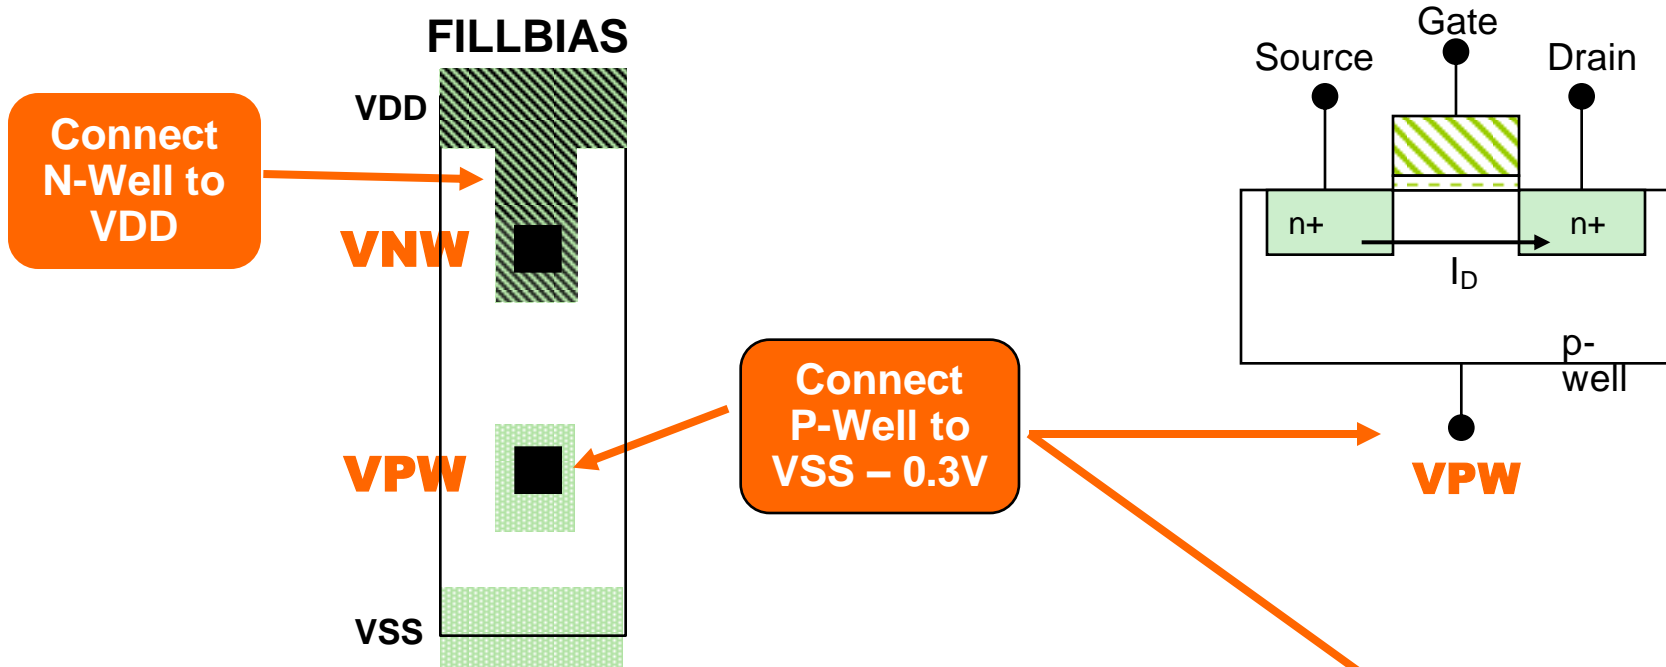 FILLBIAS
VDD
Connect
N-Well to
VDD
VNW
VPW
Connect
P-Well to
VSS – 0.3V
VSS
Gate
Source
Drain
n+
n+
I_D
p-
well
VPW